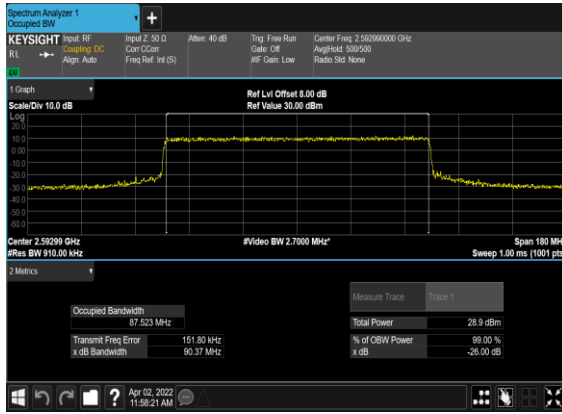 Spectrum Analyzer 1
Occupied BW
+
KEYSIGHT Input: RF Input Z: 50 Ω Atten: 40 dB Trig: Free Run Center Freq: 2.592990000 GHz
RL Coupling: DC Corr CCorr Gate: Off Avg|Hold: 500/500
Align: Auto Freq Ref: Int (S) #IF Gain: Low Radio Std: None
1 Graph
Ref Lvl Offset 8.00 dB
Scale/Div 10.0 dB Ref Value 30.00 dBm
Log
20.0
10.0
0.00
-10.0
-20.0
-30.0
-40.0
-50.0
-60.0
Center 2.59299 GHz #Video BW 2.7000 MHz* Span 180 MH
#Res BW 910.00 kHz Sweep 1.00 ms (1001 pts
2 Metrics
Measure Trace Trace 1
Occupied Bandwidth
87.523 MHz Total Power 28.9 dBm
Transmit Freq Error 151.80 kHz % of OBW Power 99.00 %
x dB Bandwidth 90.37 MHz x dB -26.00 dB
? Apr 02, 2022
11:58:21 AM